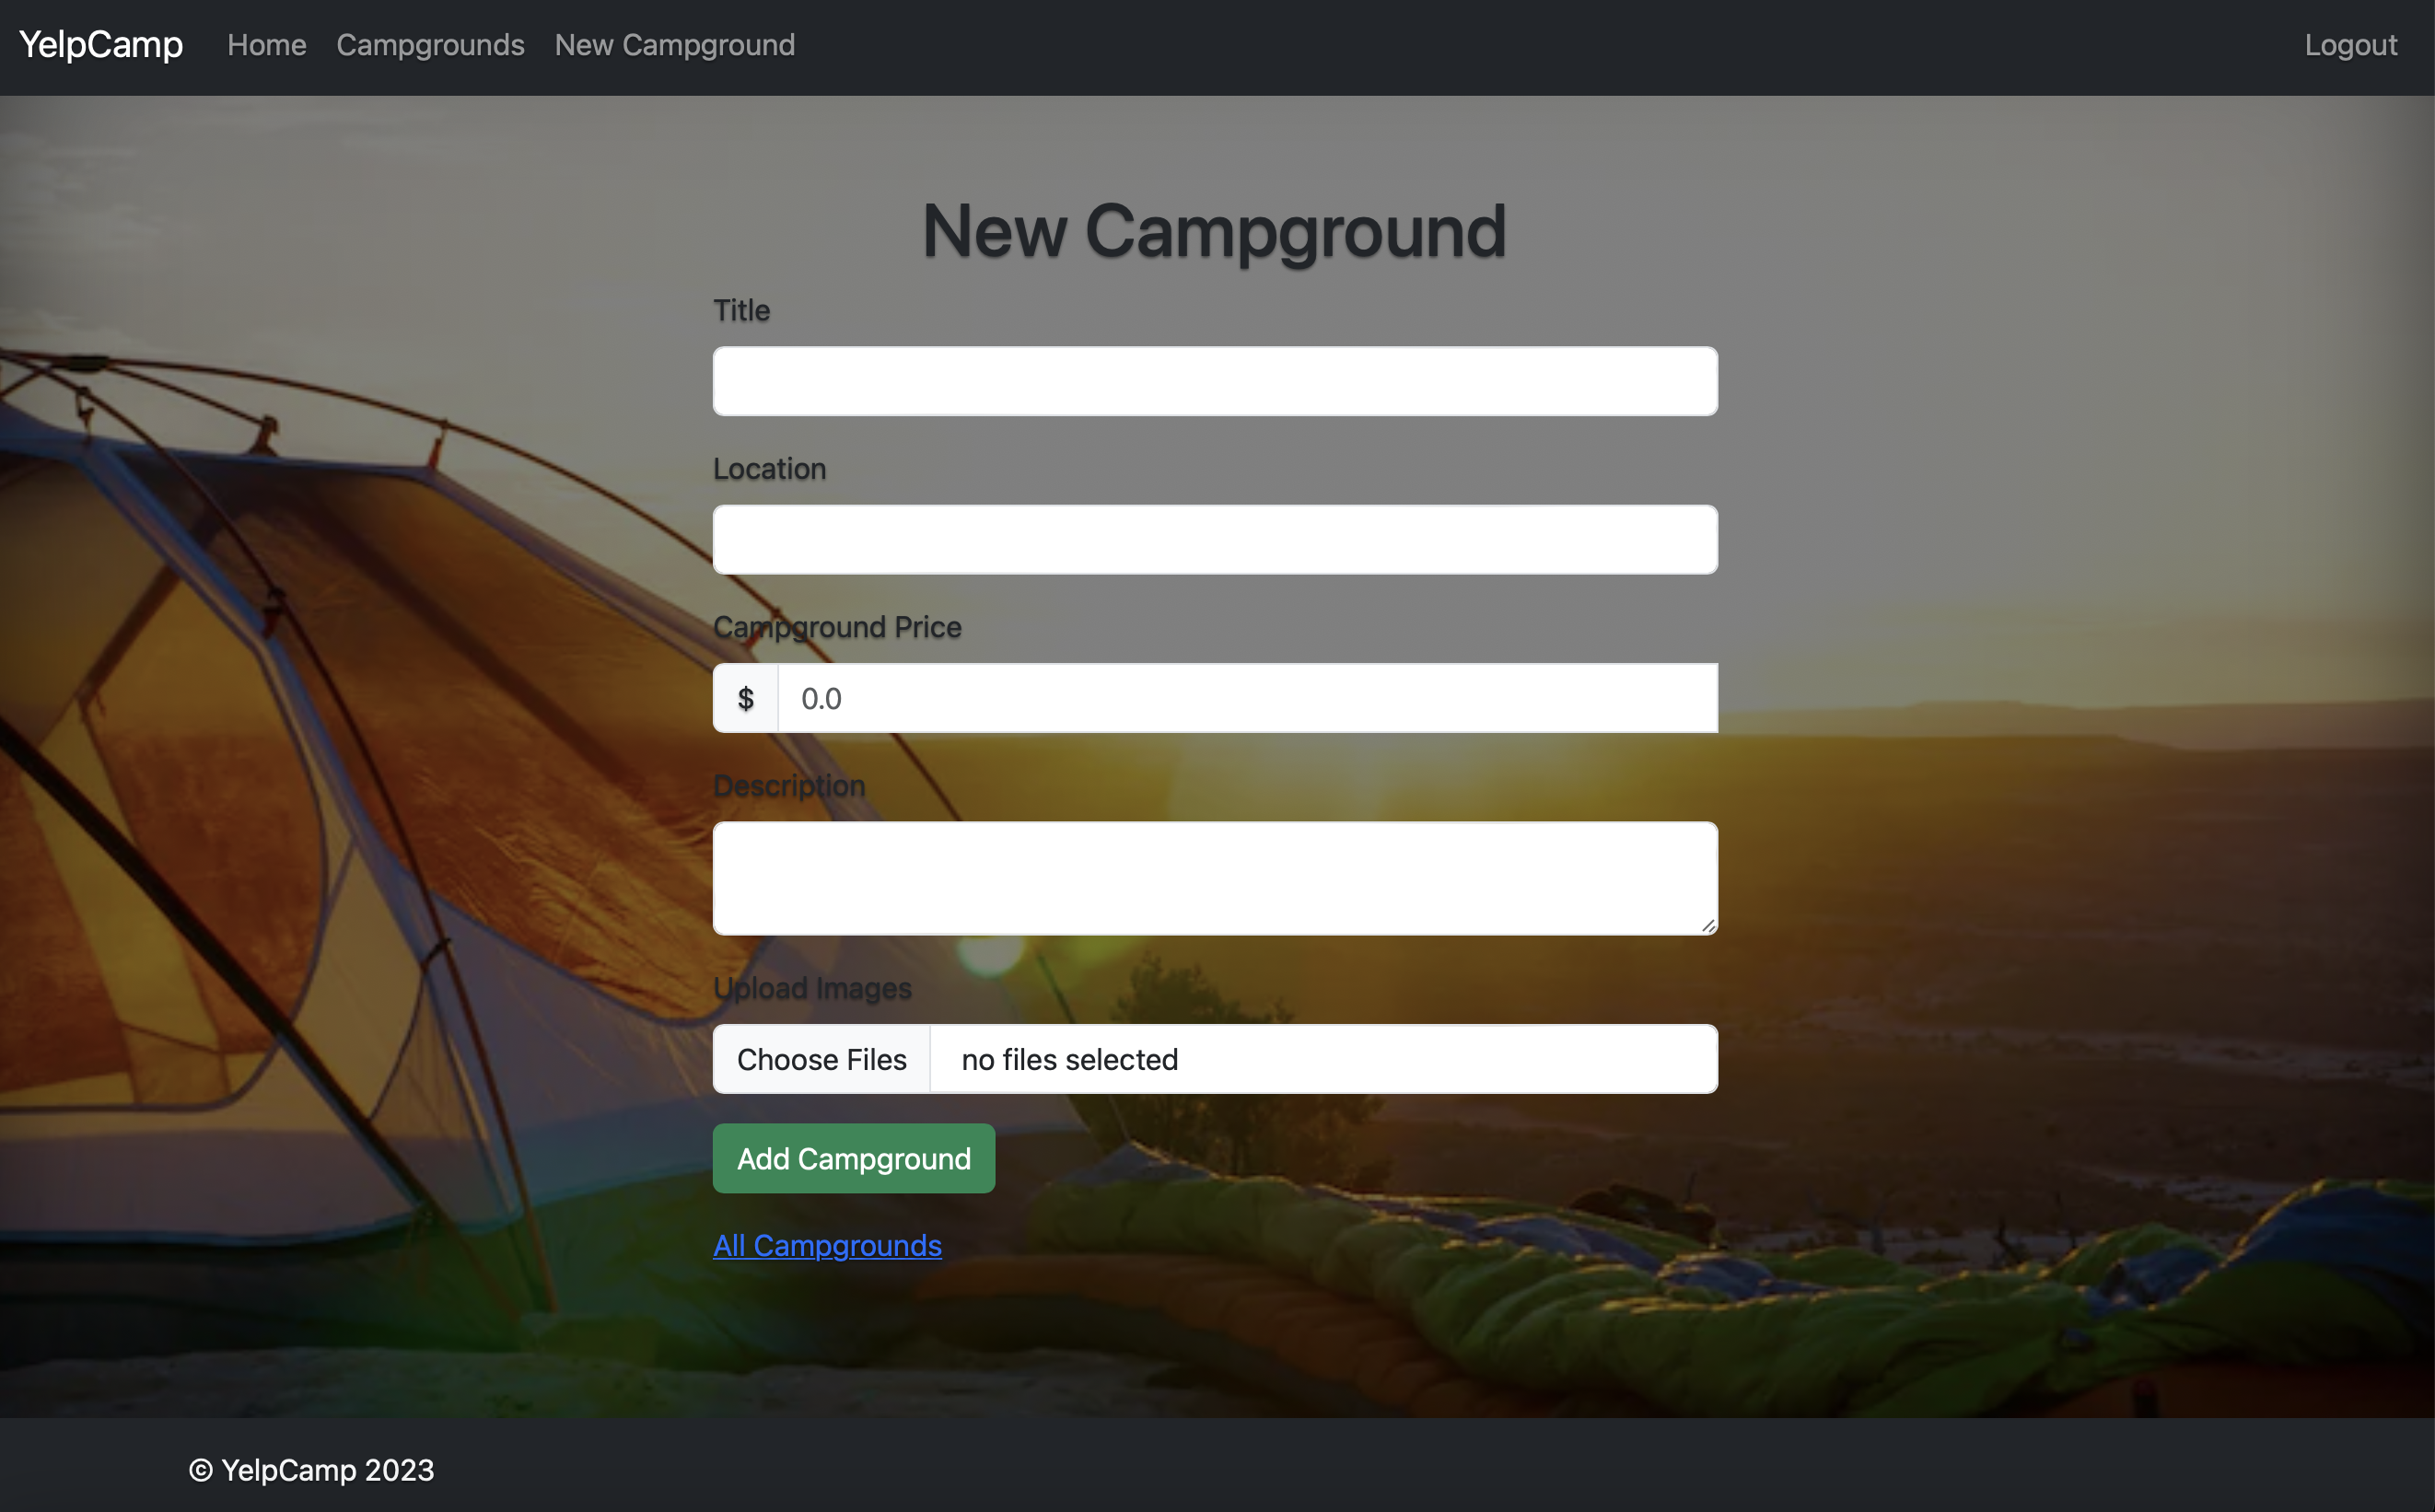 YelpCamp Home Campgrounds New Campground Logout
New Campground
Title
Location
Campground Price
$ 0.0
Description
Upload Images
Choose Files no files selected
Add Campground
All Campgrounds
© YelpCamp 2023